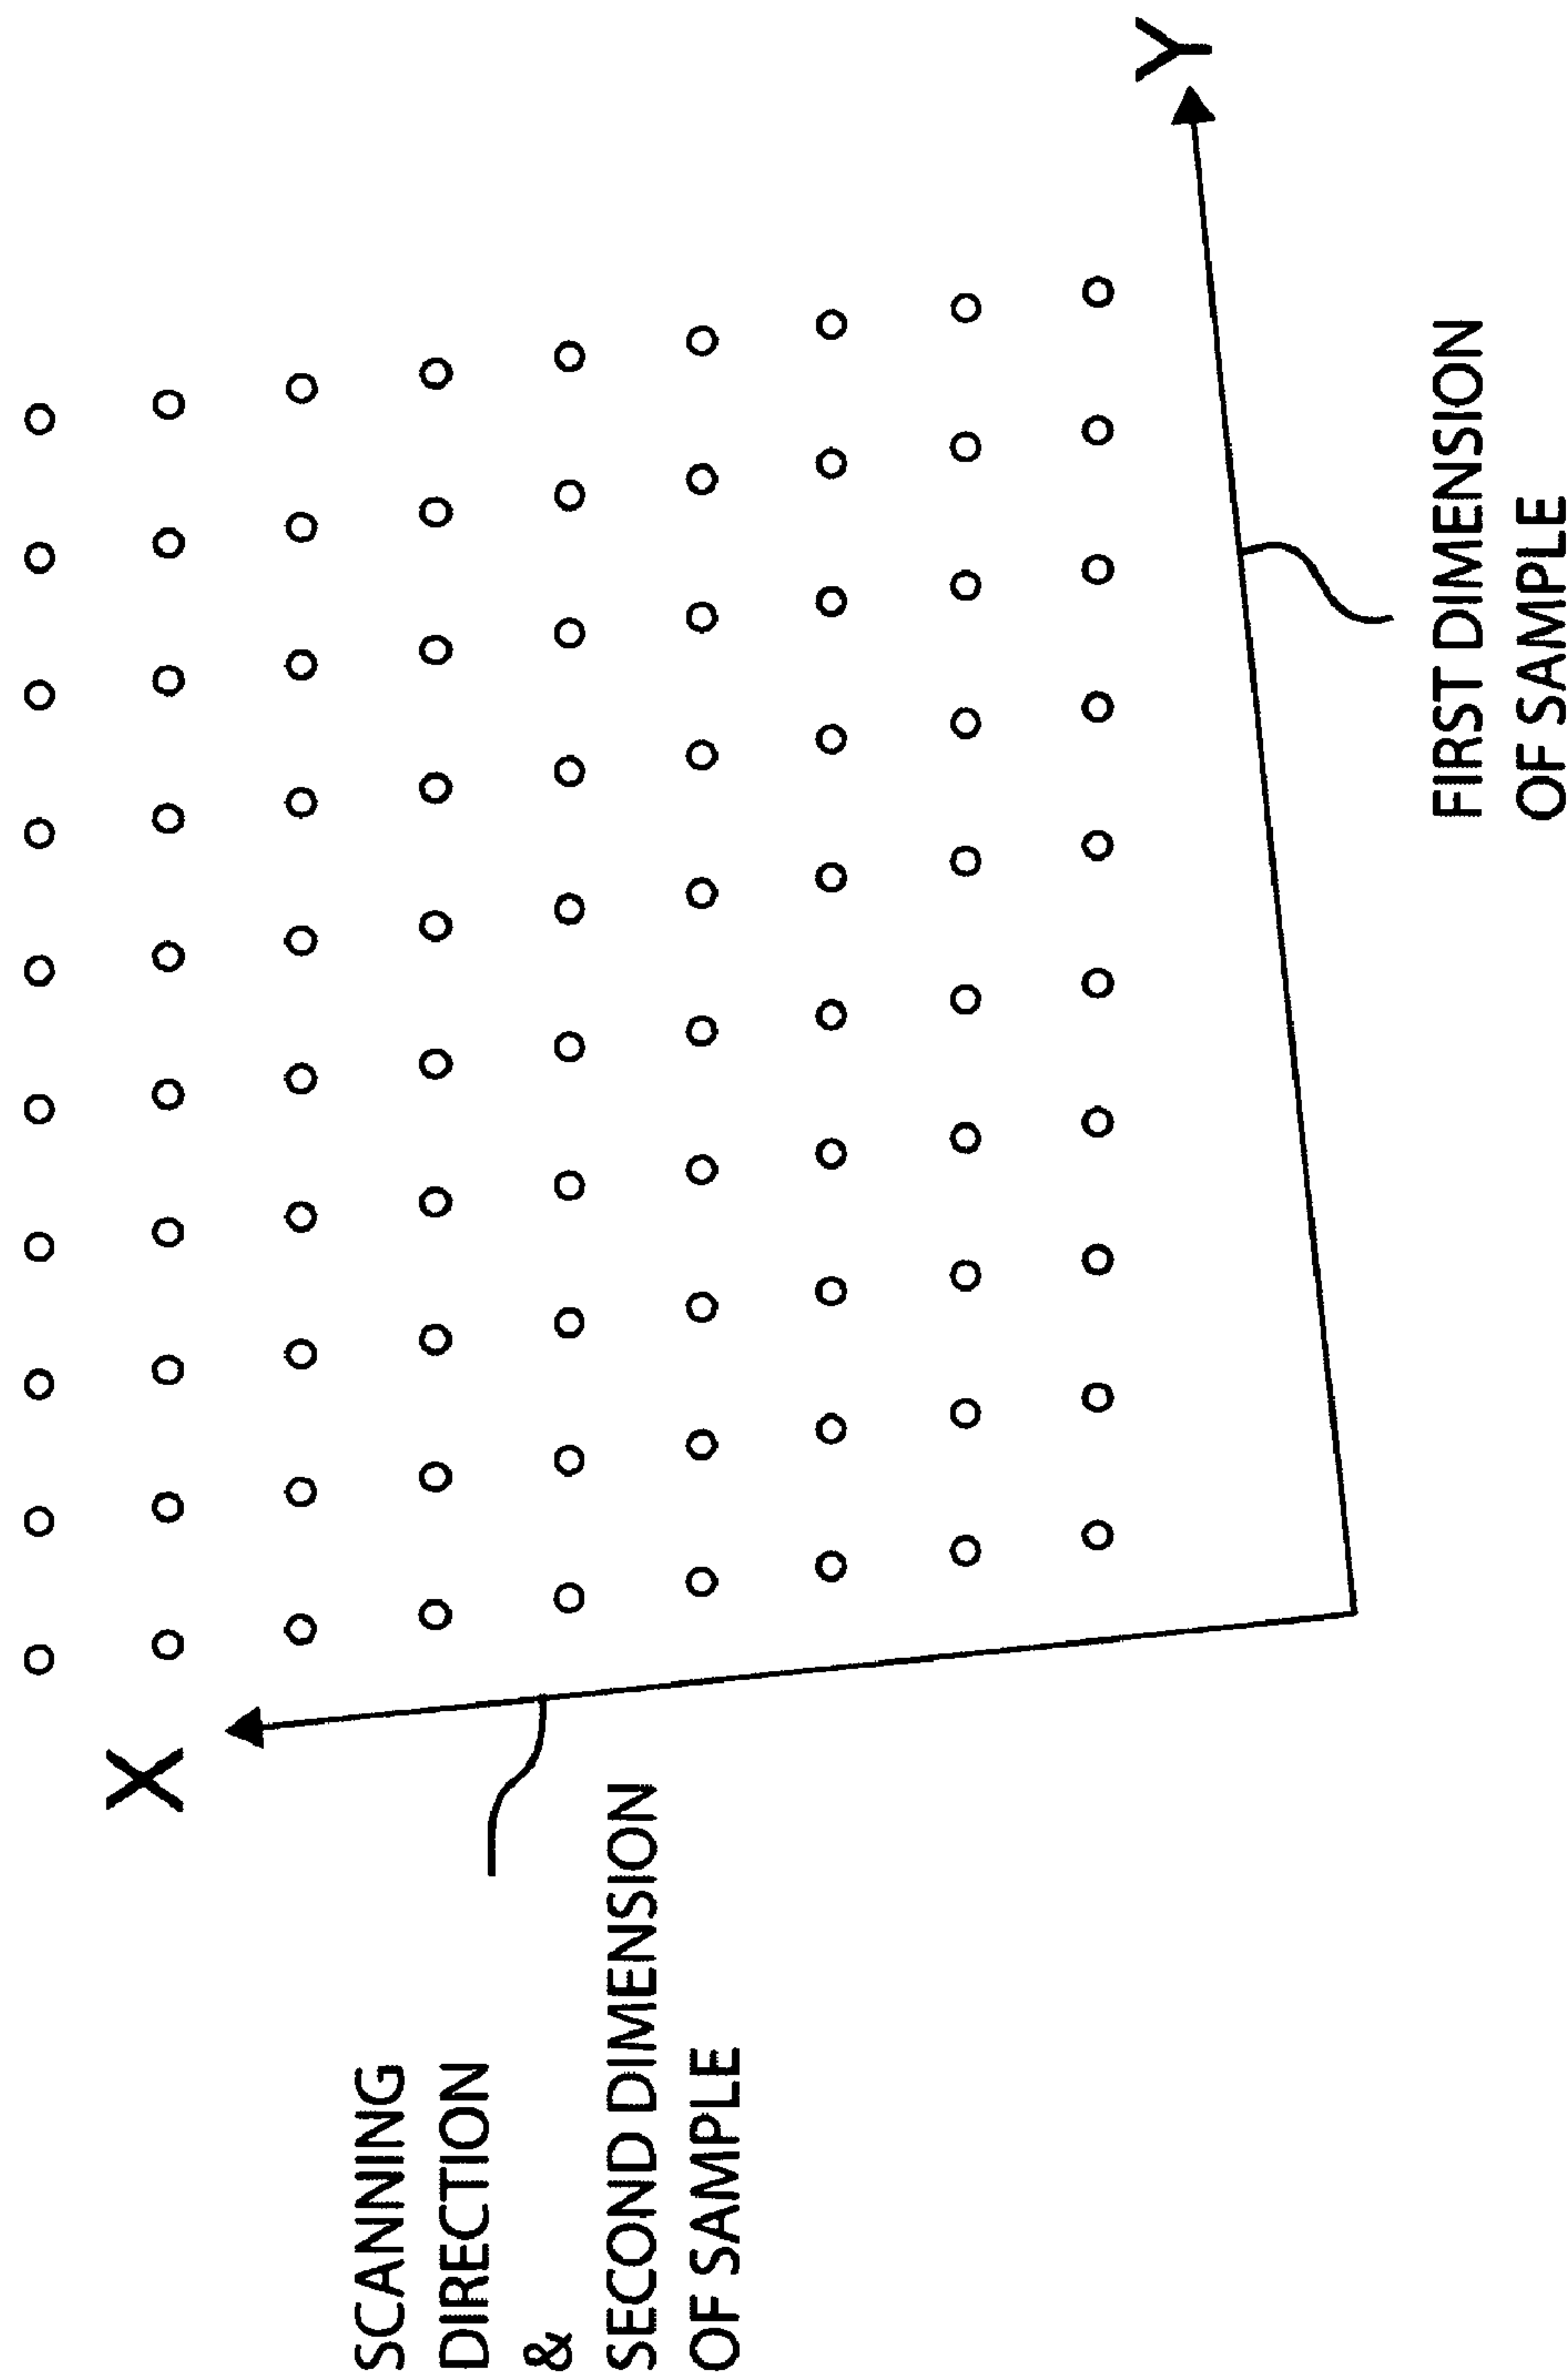 SCANNING
DIRECTION
&
SECOND DIMENSION
OF SAMPLE
X
Y
FIRST DIMENSION
OF SAMPLE